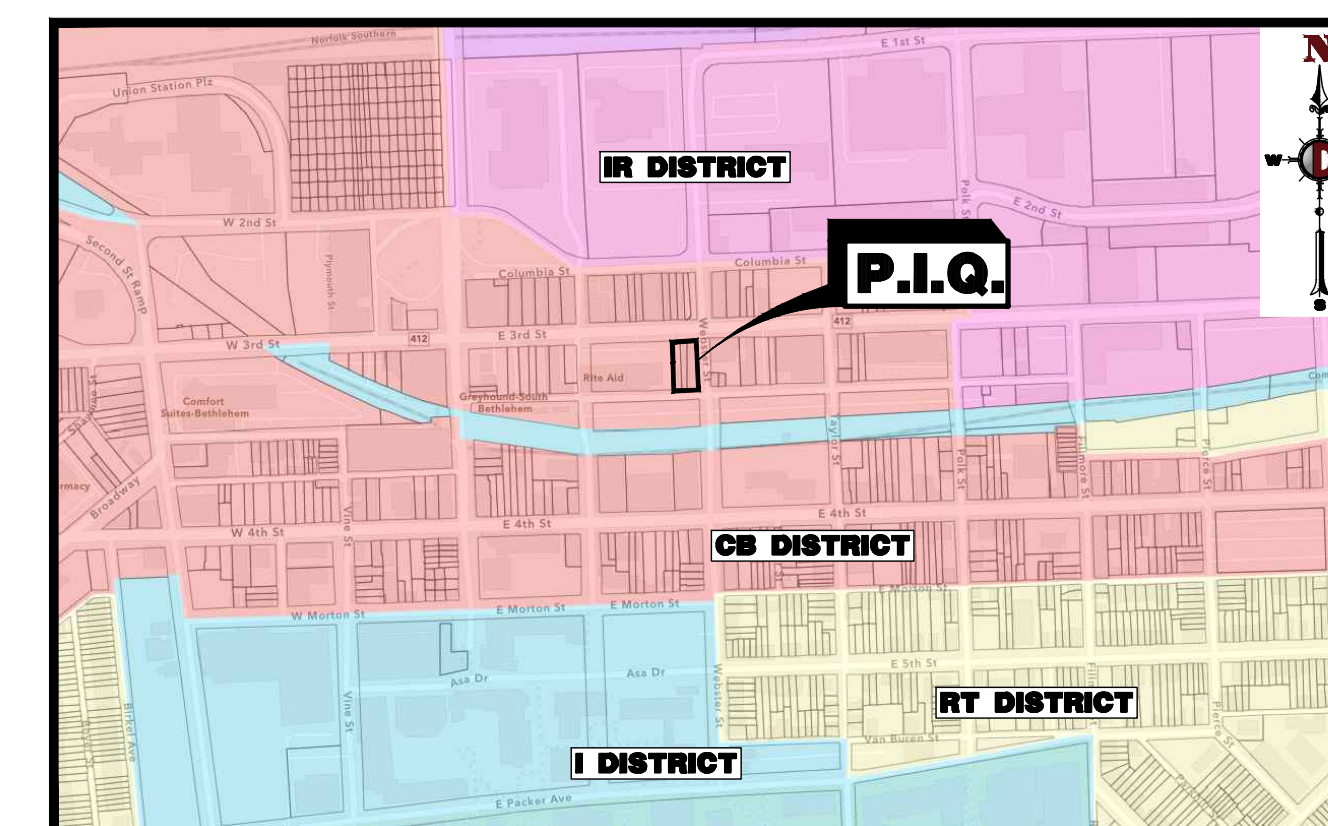 Norfolk Southern
E 1st St
N
Union Station Plz
W
IR DISTRICT
Polk St
E 2nd St
W 2nd St
Second St Ramp
Plymouth St
Columbia St
Columbia St
P.I.Q.
S
E 3rd St
412
412
W 3rd St
Webster St
Rite Aid
Comfort
Suites-Bethlehem
Greyhound-South
Bethlehem
Taylor St
Polk St
Fillmore St
Pierce St
rmacy
Broadway
Vine St
E 4th St
E 4th St
W 4th St
CB DISTRICT
E Morton St
E Morton St
E Morton St
W Morton St
E 5th St
Asa Dr
Asa Dr
Webster St
Vine St
Birkel Ave
RT DISTRICT
Pierce St
Van Buren St
I DISTRICT
E Packer Ave